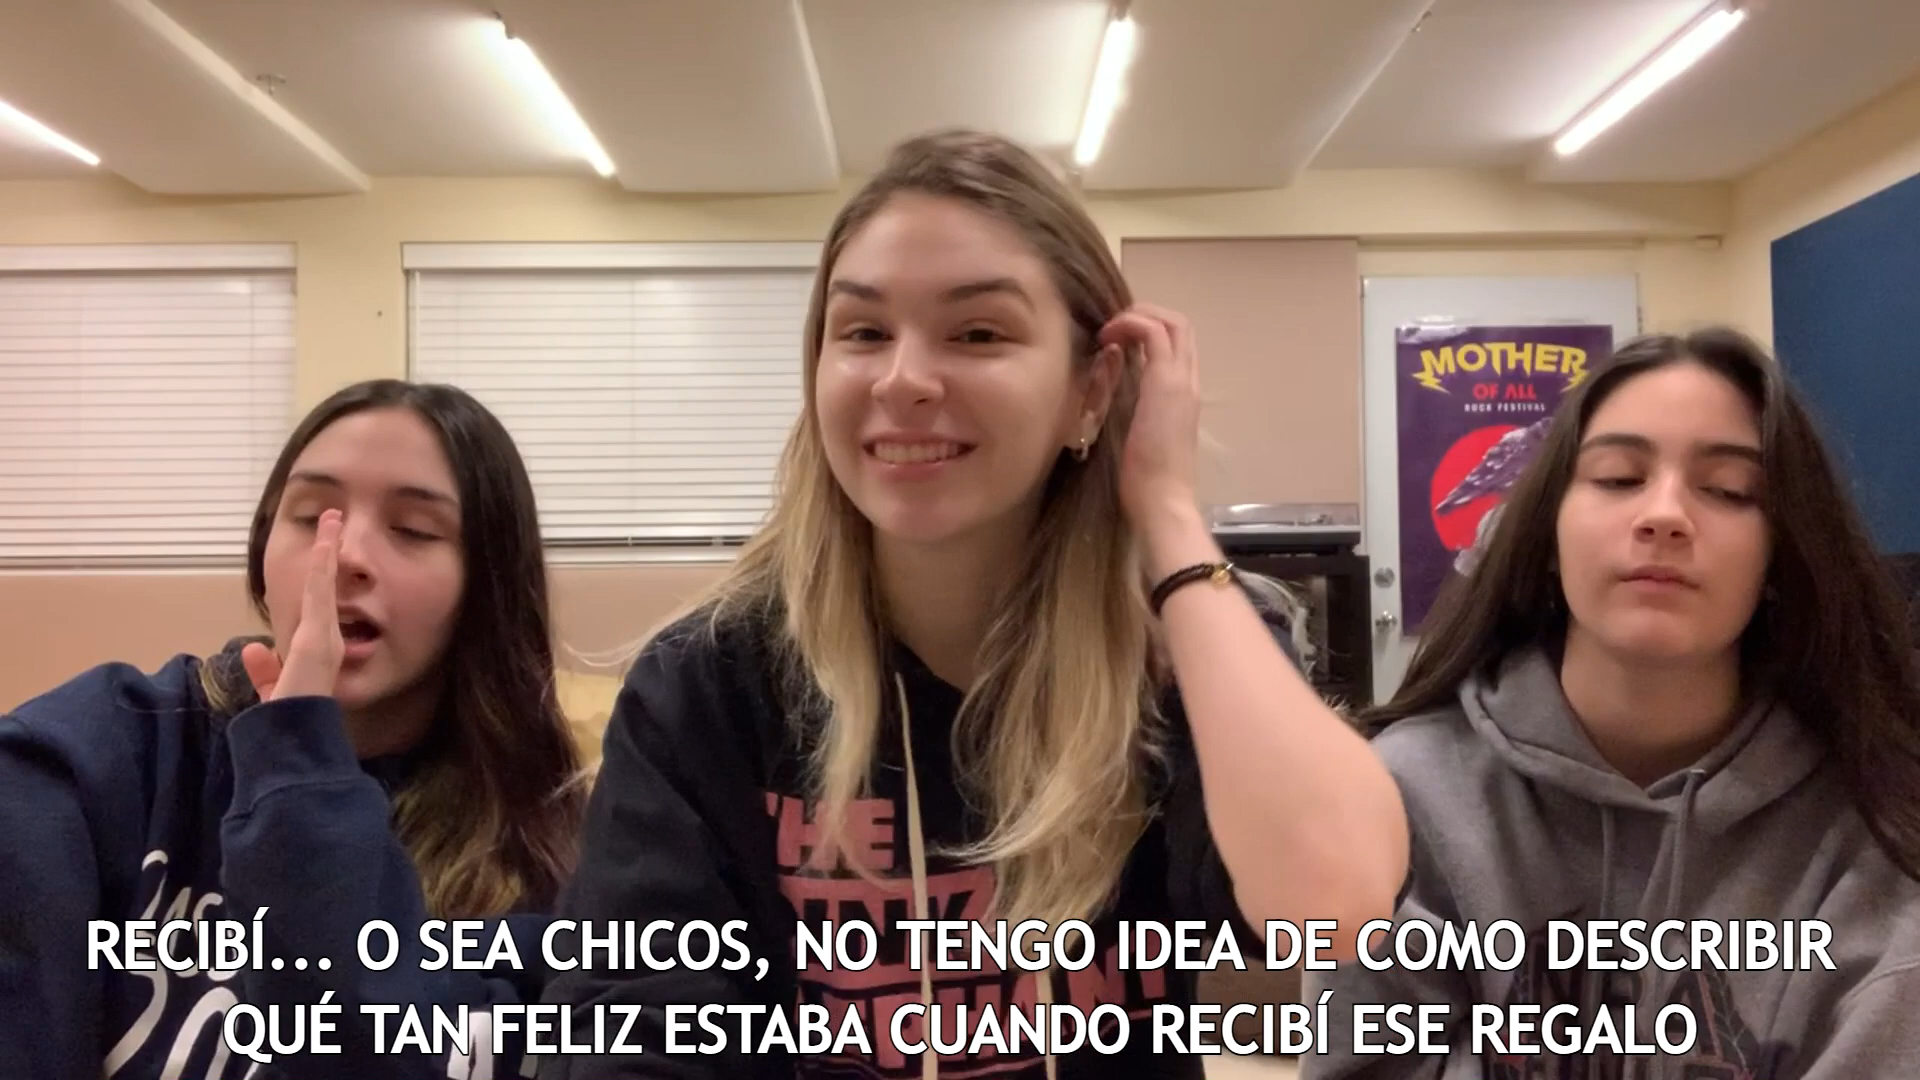 MOTHER
OF ALL
ROCK FESTIVAL
THE
RECIBÍ... O SEA CHICOS, NO TENGO IDEA DE COMO DESCRIBIR
QUÉ TAN FELIZ ESTABA CUANDO RECIBÍ ESE REGALO